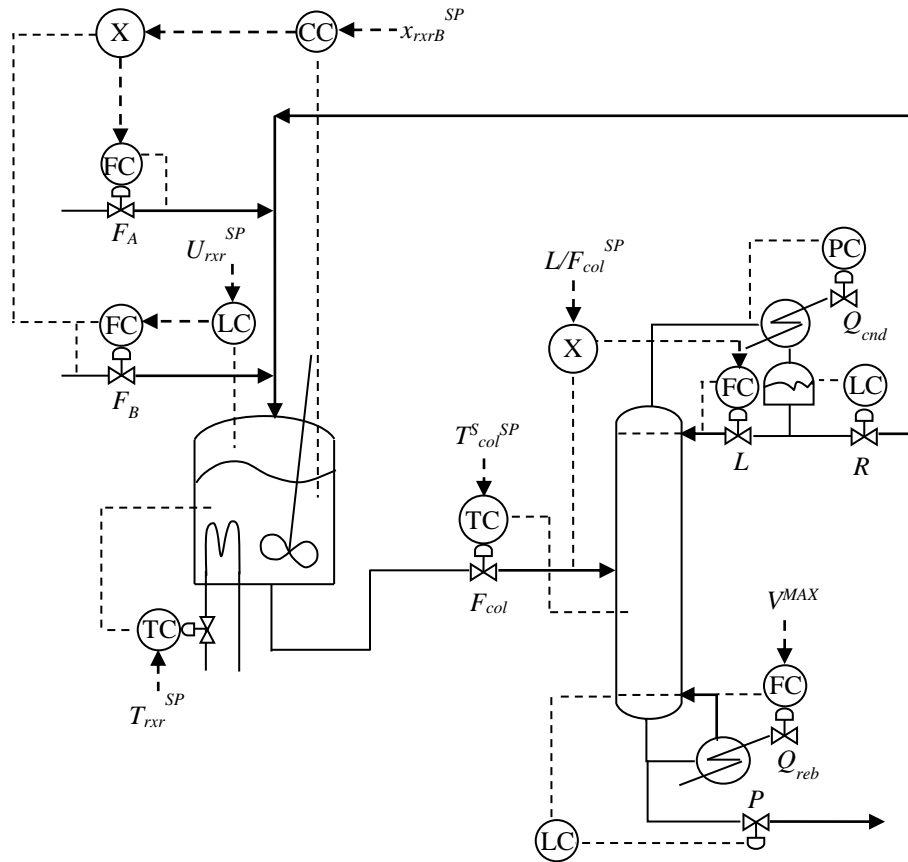 X
CC
x_rxrB^SP
FC
F_A
U_rxr^SP
L/F_col^SP
PC
FC
LC
Q_cnd
X
F_B
FC
LC
T^S_col^SP
L
R
TC
F_col
V^MAX
TC
FC
T_rxr^SP
Q_reb
P
LC